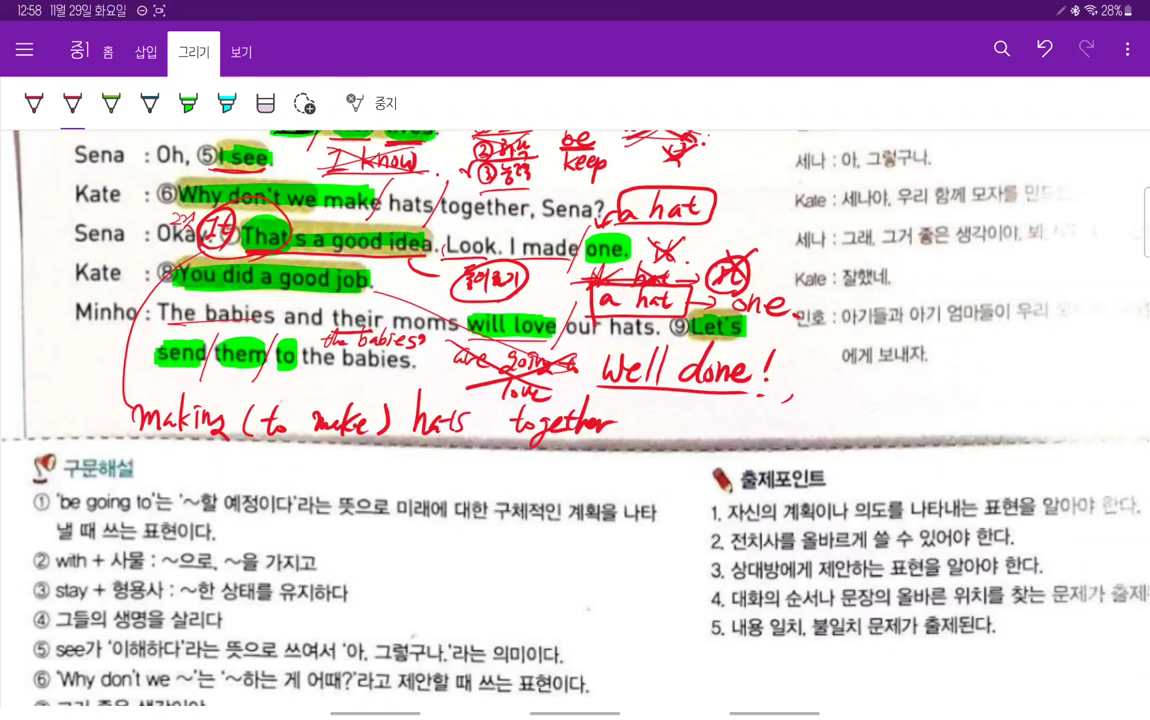 12:58 11월 29일 화요일 28%
중1 홈 삽입 그리기 보기
중지
Sena : Oh, ⑤I see. I know ③ be keep
세나 : 아, 그렇구나.
Kate : ⑥Why don't we make hats together, Sena? a hat
Kate : 세나야, 우리 함께 모자를
It
Sena : Okay. That's a good idea. Look. I made one. it.
세나 : 그래, 그거 좋은 생각이야.
Kate : ⑧You did a good job. it
Kate : 잘했네.
a hat → one.
Minho : The babies and their moms will love our hats. ⑨Let's
민호 : 아기들과 아기 엄마들이 우리
the babies
send them to the babies. are going
에게 보내자.
love Well done!
making (to make) hats together
구문해설
① 'be going to'는 '~할 예정이다'라는 뜻으로 미래에 대한 구체적인 계획을 나타
낼 때 쓰는 표현이다.
② with + 사물 : ~으로, ~을 가지고
③ stay + 형용사 : ~한 상태를 유지하다
④ 그들의 생명을 살리다
⑤ see가 '이해하다'라는 뜻으로 쓰여서 '아, 그렇구나.'라는 의미이다.
⑥ 'Why don't we ~'는 '~하는 게 어때?'라고 제안할 때 쓰는 표현이다.
출제포인트
1. 자신의 계획이나 의도를 나타내는 표현을 알아야 한다.
2. 전치사를 올바르게 쓸 수 있어야 한다.
3. 상대방에게 제안하는 표현을 알아야 한다.
4. 대화의 순서나 문장의 올바른 위치를 찾는 문제가
5. 내용 일치, 불일치 문제가 출제된다.